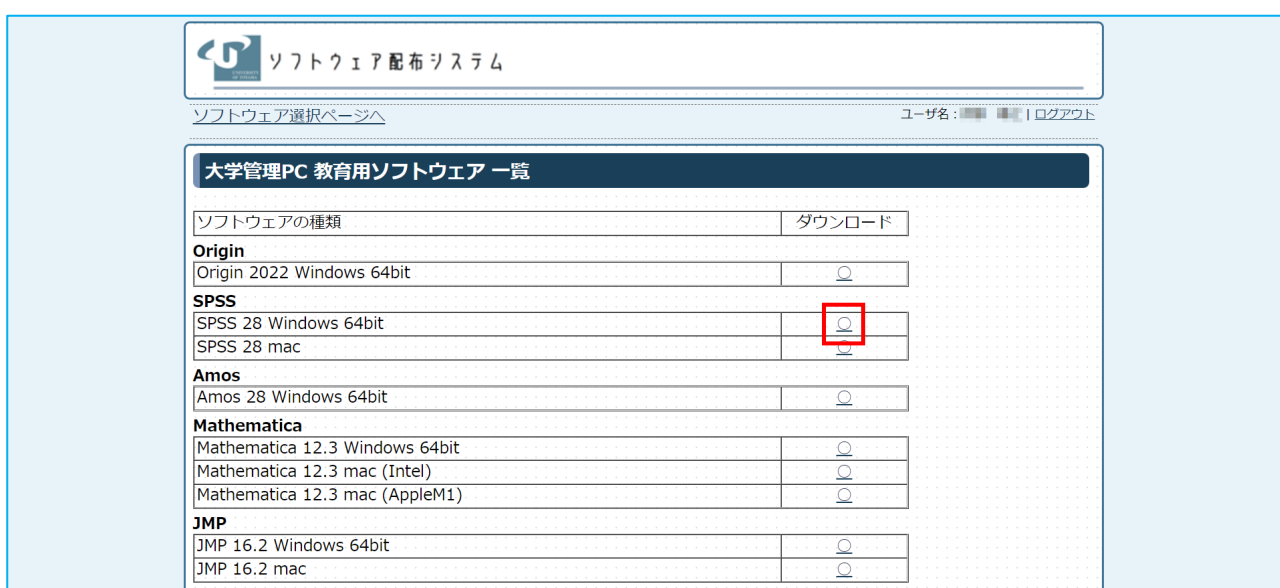 ソフトウェア配布システム
ソフトウェア選択ページへ
ユーザ名: | ログアウト
大学管理PC 教育用ソフトウェア 一覧
ソフトウェアの種類 ダウンロード
Origin
Origin 2022 Windows 64bit ○
SPSS
SPSS 28 Windows 64bit ○
SPSS 28 mac ○
Amos
Amos 28 Windows 64bit ○
Mathematica
Mathematica 12.3 Windows 64bit ○
Mathematica 12.3 mac (Intel) ○
Mathematica 12.3 mac (AppleM1) ○
JMP
JMP 16.2 Windows 64bit ○
JMP 16.2 mac ○